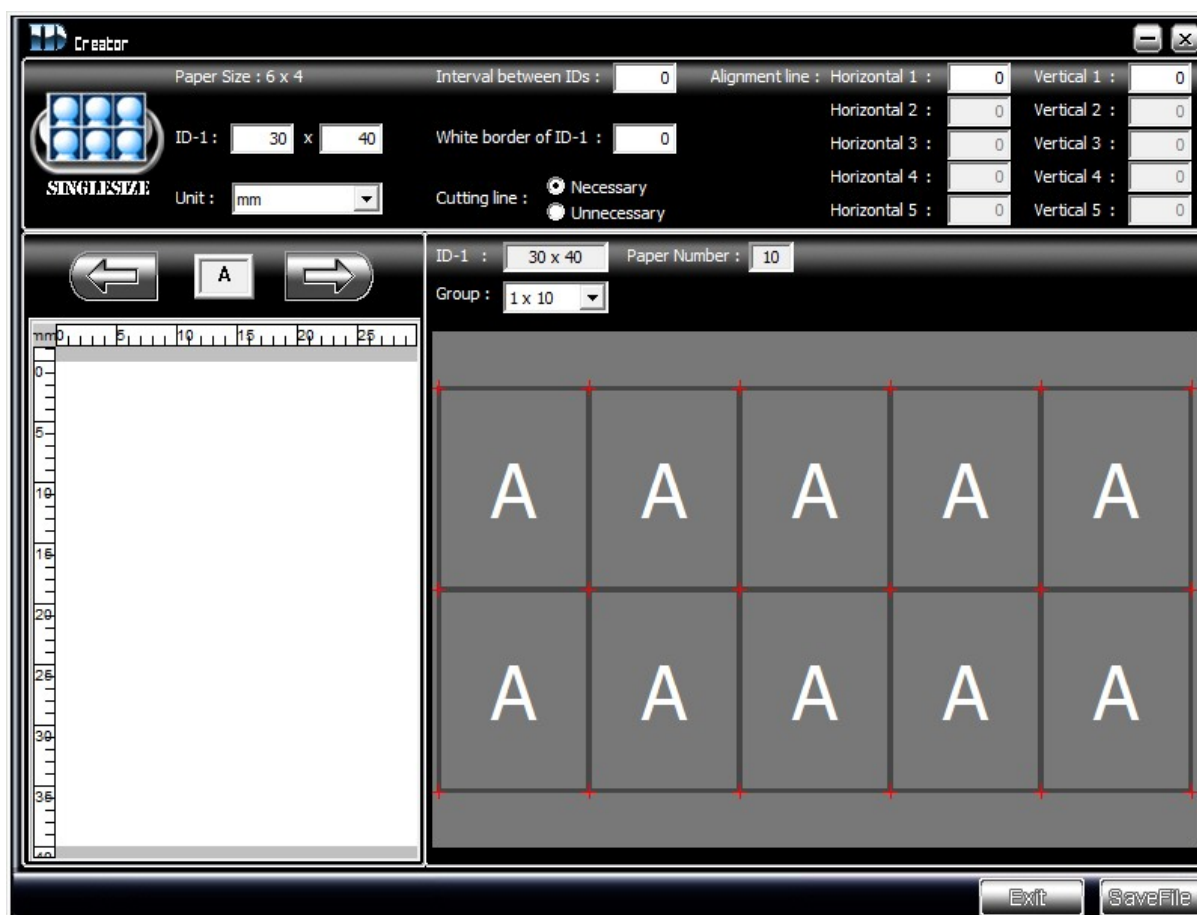 ID Creator
Paper Size : 6 x 4 Interval between IDs : 0 Alignment line : Horizontal 1 : 0 Vertical 1 : 0
Horizontal 2 : 0 Vertical 2 : 0
ID-1 : 30 x 40 White border of ID-1 : 0 Horizontal 3 : 0 Vertical 3 : 0
SINGLESIZE
Unit : mm Cutting line : Necessary Horizontal 4 : 0 Vertical 4 : 0
Unnecessary Horizontal 5 : 0 Vertical 5 : 0
A
ID-1 : 30 x 40 Paper Number : 10
Group : 1 x 10
mm 0 5 10 15 20 25
0
5
10
15
20
25
30
35
40
A A A A A
A A A A A
Exit SaveFile